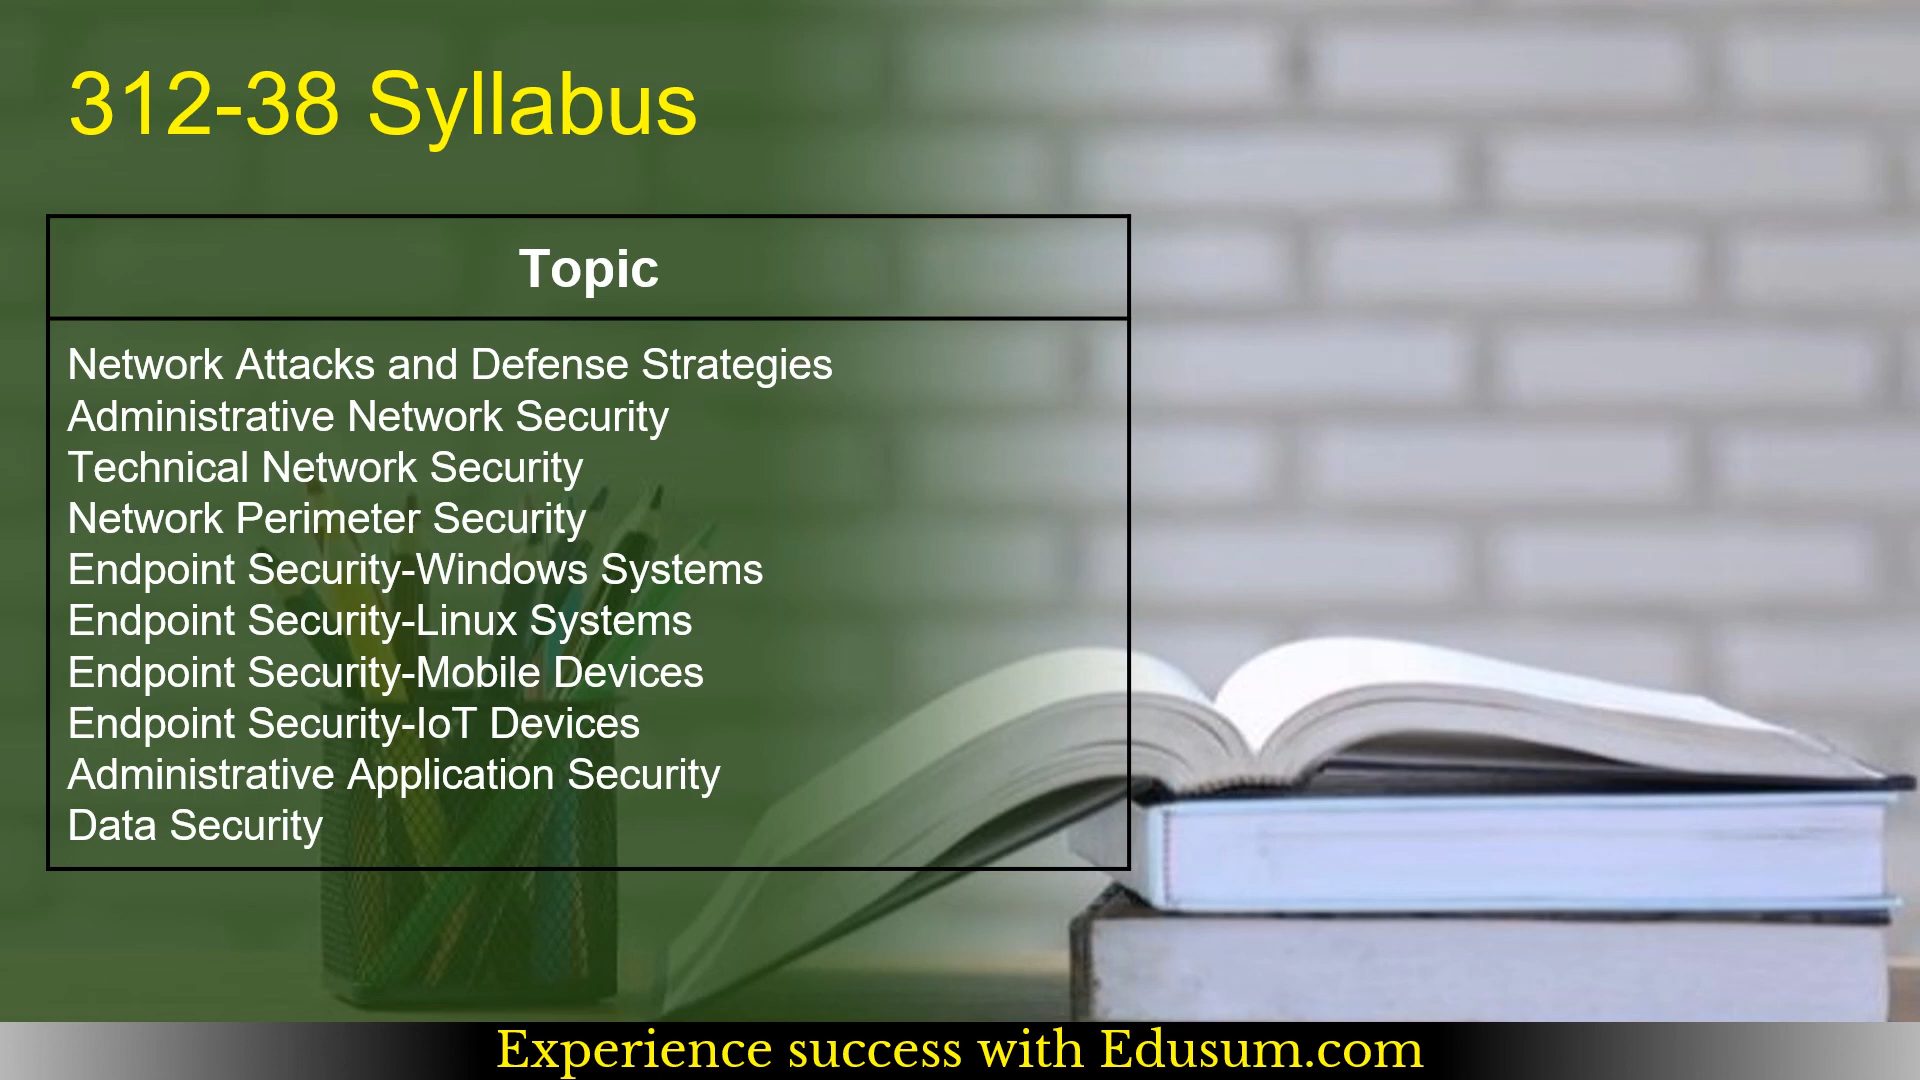 312-38 Syllabus
Topic
Network Attacks and Defense Strategies
Administrative Network Security
Technical Network Security
Network Perimeter Security
Endpoint Security-Windows Systems
Endpoint Security-Linux Systems
Endpoint Security-Mobile Devices
Endpoint Security-IoT Devices
Administrative Application Security
Data Security
Experience success with Edusum.com